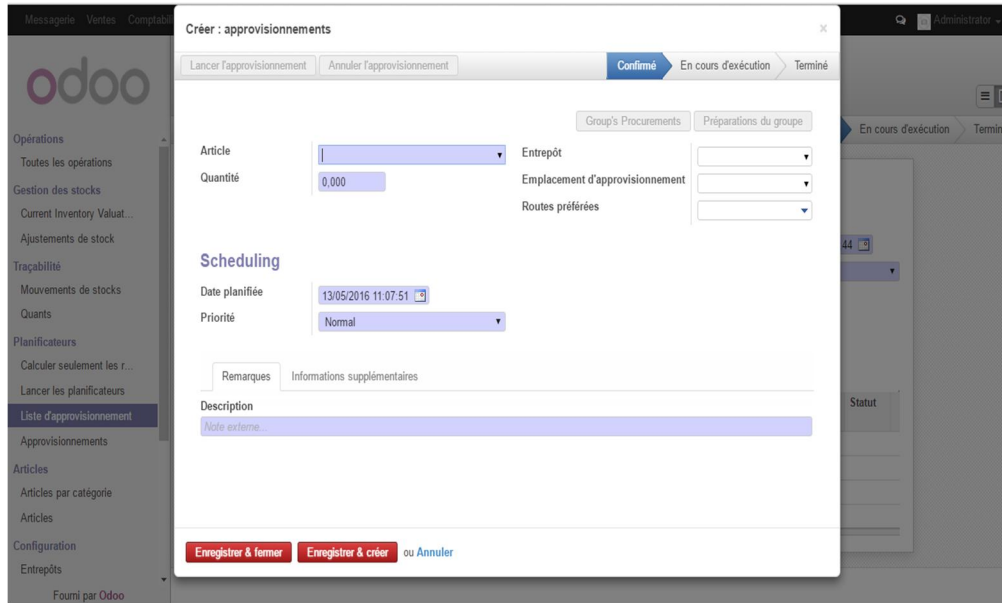 Messagerie Ventes Comptabil
Administrator
odoo
Opérations
Toutes les opérations
Gestion des stocks
Current Inventory Valuat...
Ajustements de stock
Traçabilité
Mouvements de stocks
Quants
Planificateurs
Calculer seulement les r...
Lancer les planificateurs
Liste d'approvisionnement
Approvisionnements
Articles
Articles par catégorie
Articles
Configuration
Entrepôts
Fourni par Odoo
Créer : approvisionnements
x
Lancer l'approvisionnement Annuler l'approvisionnement Confirmé En cours d'exécution Terminé
Group's Procurements Préparations du groupe
Article
Quantité 0,000
Entrepôt
Emplacement d'approvisionnement
Routes préférées
Scheduling
Date planifiée 13/05/2016 11:07:51
Priorité Normal
Remarques Informations supplémentaires
Description
Note externe...
Enregistrer & fermer Enregistrer & créer ou Annuler
En cours d'exécution Termin
44
Statut